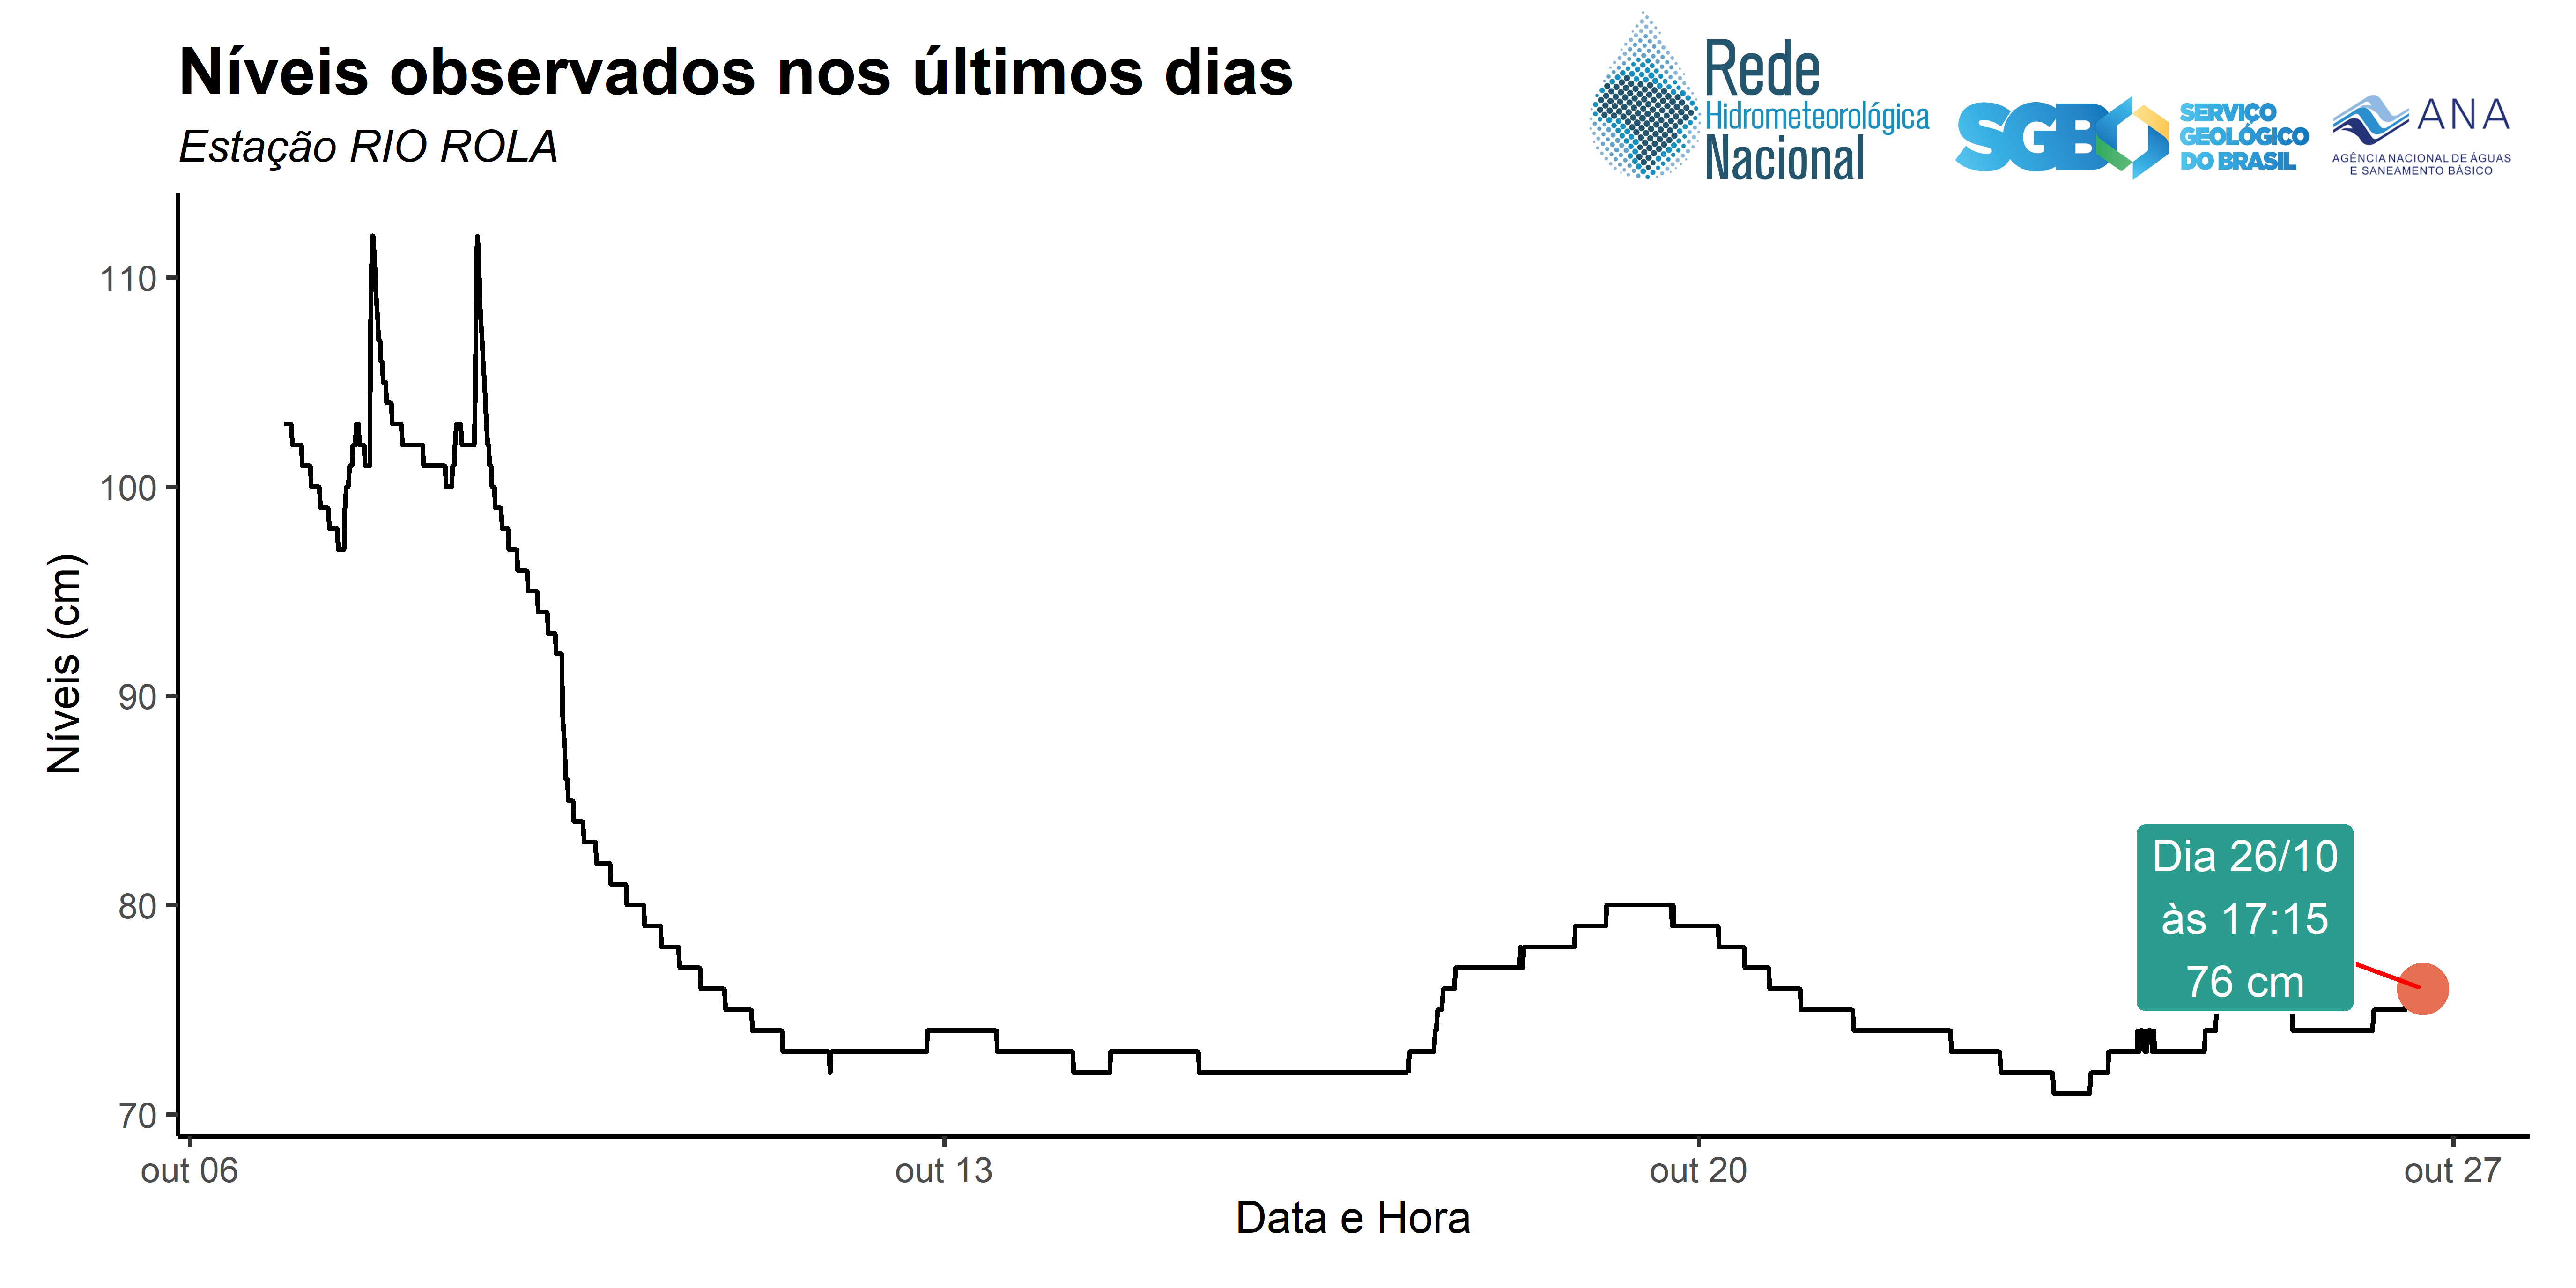 Níveis observados nos últimos dias
Estação RIO ROLA
Rede
Hidrometeorológica
Nacional
SGB
SERVIÇO
GEOLÓGICO
DO BRASIL
ANA
AGÊNCIA NACIONAL DE ÁGUAS
E SANEAMENTO BÁSICO
Níveis (cm)
110
100
90
80
70
Dia 26/10
às 17:15
76 cm
out 06
out 13
out 20
out 27
Data e Hora